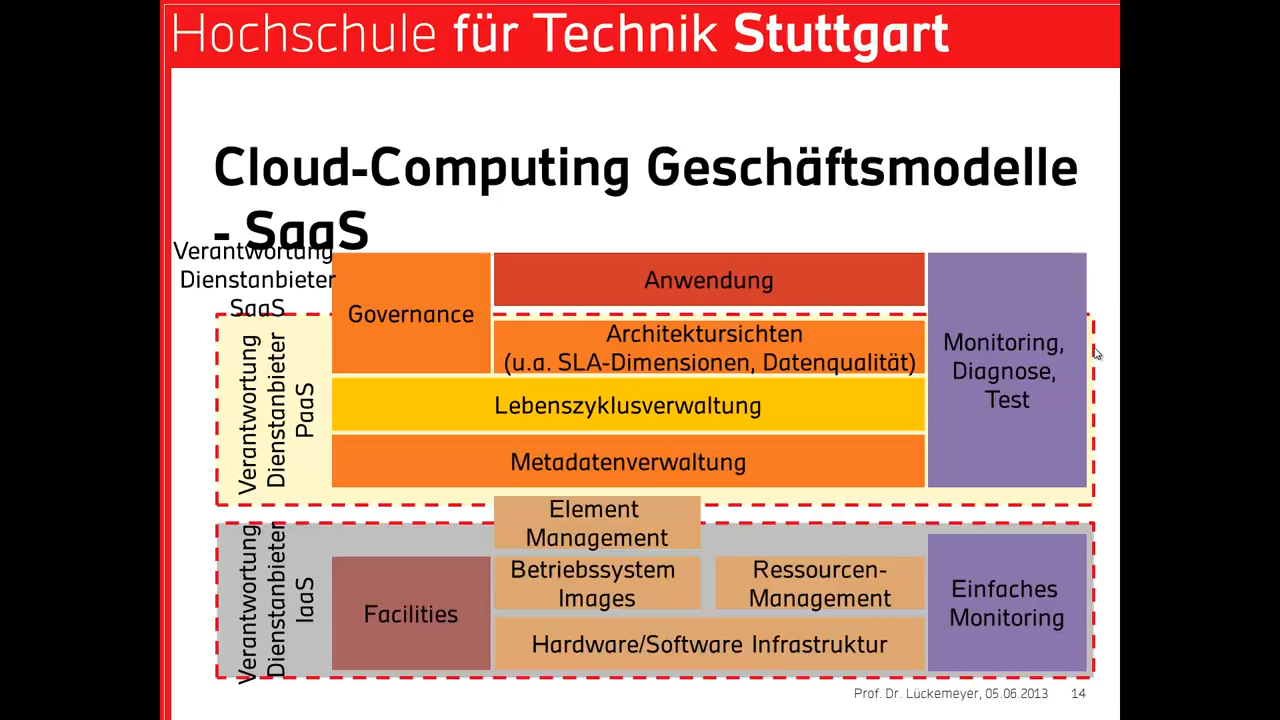 Hochschule für Technik Stuttgart
Cloud-Computing Geschäftsmodelle
- SaaS
Verantwortung
Dienstanbieter
SaaS
Governance
Anwendung
Architektursichten
(u.a. SLA-Dimensionen, Datenqualität)
Monitoring,
Diagnose,
Test
Verantwortung
Dienstanbieter
PaaS
Lebenszyklusverwaltung
Metadatenverwaltung
Element
Management
Verantwortung
Dienstanbieter
IaaS
Facilities
Betriebssystem
Images
Ressourcen-
Management
Einfaches
Monitoring
Hardware/Software Infrastruktur
Prof. Dr. Lückemeyer, 05.06.2013 14